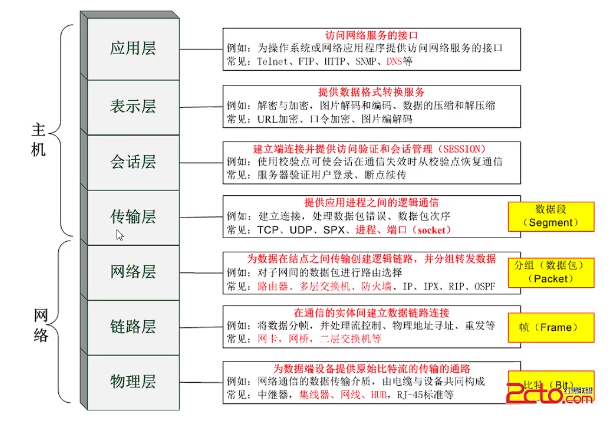 主机
网络
应用层
访问网络服务的接口
例如：为操作系统或网络应用程序提供访问网络服务的接口
常见：Telnet、FTP、HTTP、SNMP、DNS等
表示层
提供数据格式转换服务
例如：解密与加密，图片解码和编码、数据的压缩和解压缩
常见：URL加密、口令加密、图片编解码
会话层
建立端连接并提供访问验证和会话管理（SESSION）
例如：使用校验点可使会话在通信失效时从校验点恢复通信
常见：服务器验证用户登录、断点续传
传输层
提供应用进程之间的逻辑通信
例如：建立连接，处理数据包错误、数据包次序
常见：TCP、UDP、SPX、进程、端口（socket）
数据段
（Segment）
网络层
为数据在结点之间传输创建逻辑链路，并分组转发数据
例如：对子网间的数据包进行路由选择
常见：路由器、多层交换机、防火墙、IP、IPX、RIP、OSPF
分组（数据包）
（Packet）
链路层
在通信的实体间建立数据链路连接
例如：将数据分帧，并处理流控制、物理地址寻址、重发等
常见：网卡，网桥，二层交换机等
帧（Frame）
物理层
为数据端设备提供原始比特流的传输的通路
例如：网络通信的数据传输介质，由电缆与设备共同构成
常见：中继器，集线器、网线、HUB，RJ-45标准等
比特（Bit）
2cto.com